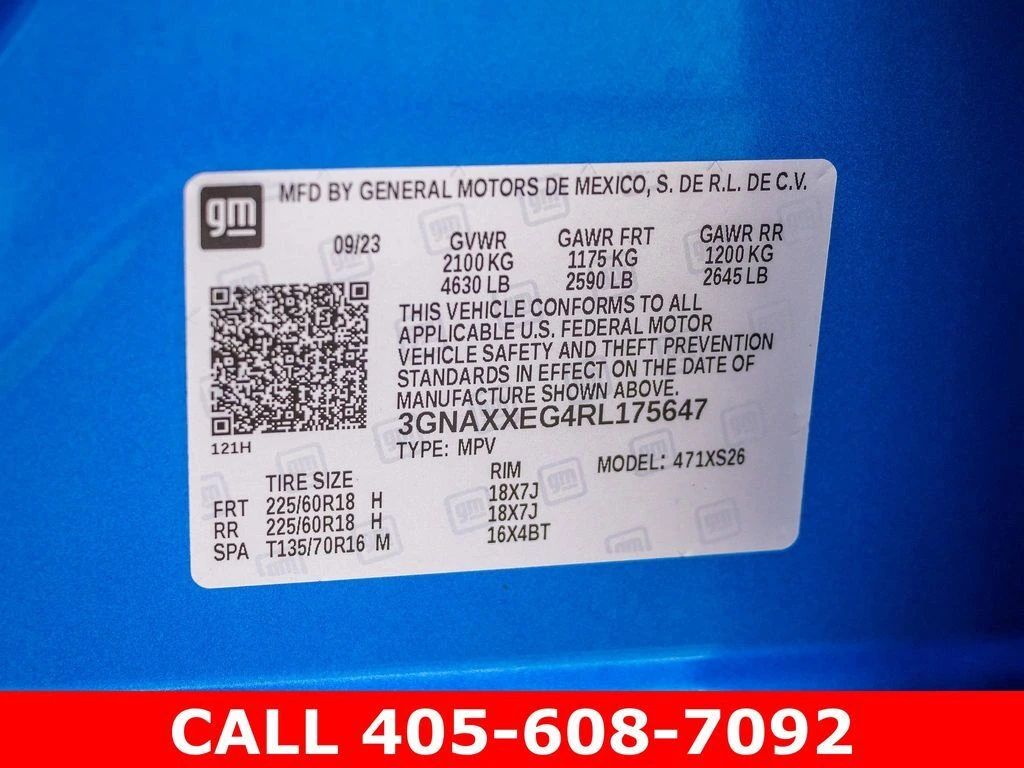 gm
MFD BY GENERAL MOTORS DE MEXICO, S. DE R.L. DE C.V.
09/23 GVWR GAWR FRT GAWR RR
2100 KG 1175 KG 1200 KG
4630 LB 2590 LB 2645 LB
THIS VEHICLE CONFORMS TO ALL
APPLICABLE U.S. FEDERAL MOTOR
VEHICLE SAFETY AND THEFT PREVENTION
STANDARDS IN EFFECT ON THE DATE OF
MANUFACTURE SHOWN ABOVE.
3GNAXXEG4RL175647
121H
TYPE: MPV
MODEL: 471XS26
TIRE SIZE RIM
FRT 225/60R18 H 18X7J
RR 225/60R18 H 18X7J
SPA T135/70R16 M 16X4BT
CALL 405-608-7092